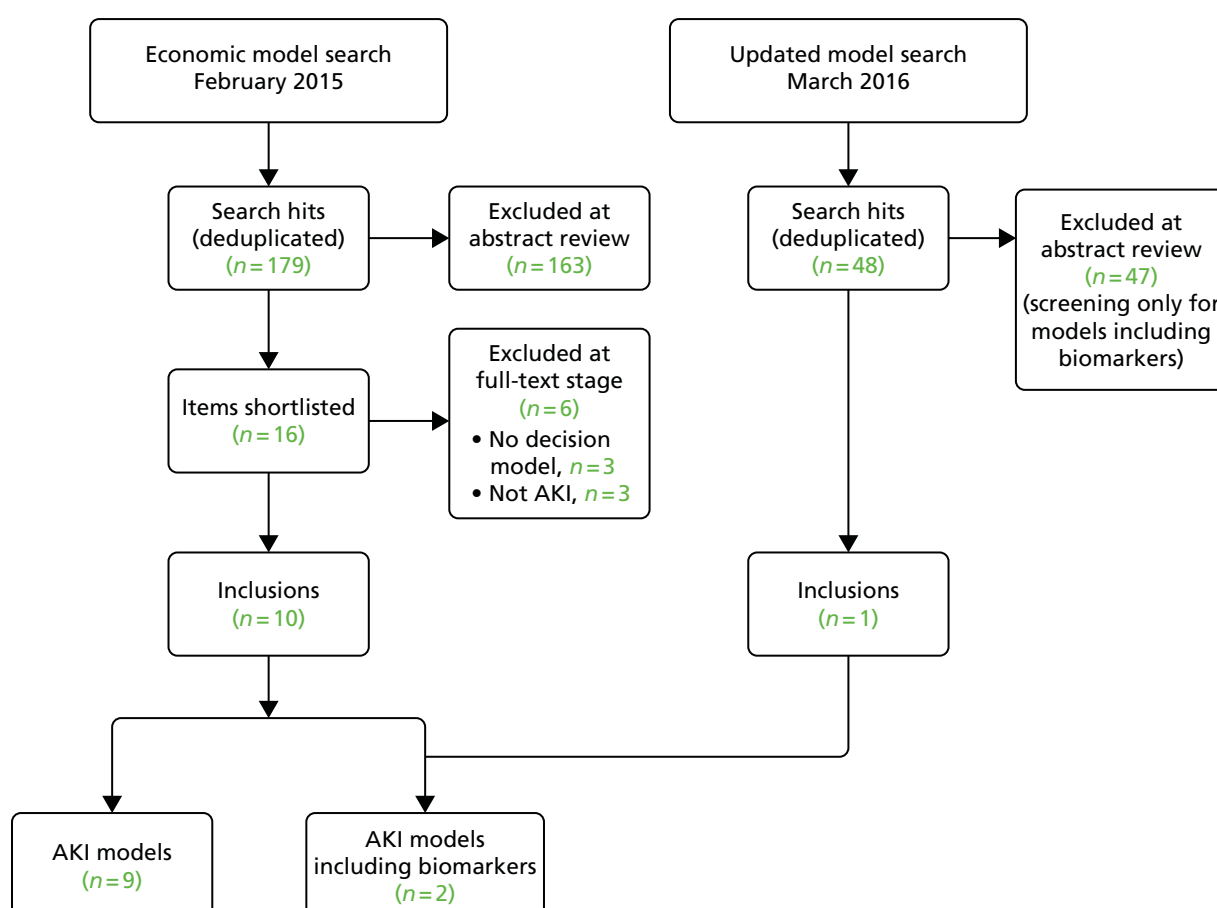 Economic model search
February 2015
Updated model search
March 2016
Search hits
(deduplicated)
(n=179)
Excluded at
abstract review
(n=163)
Search hits
(deduplicated)
(n=48)
Excluded at
abstract review
(n=47)
(screening only for
models including
biomarkers)
Items shortlisted
(n=16)
Excluded at
full-text stage
(n=6)
• No decision
model, n=3
• Not AKI, n=3
Inclusions
(n=10)
Inclusions
(n=1)
AKI models
(n=9)
AKI models
including biomarkers
(n=2)